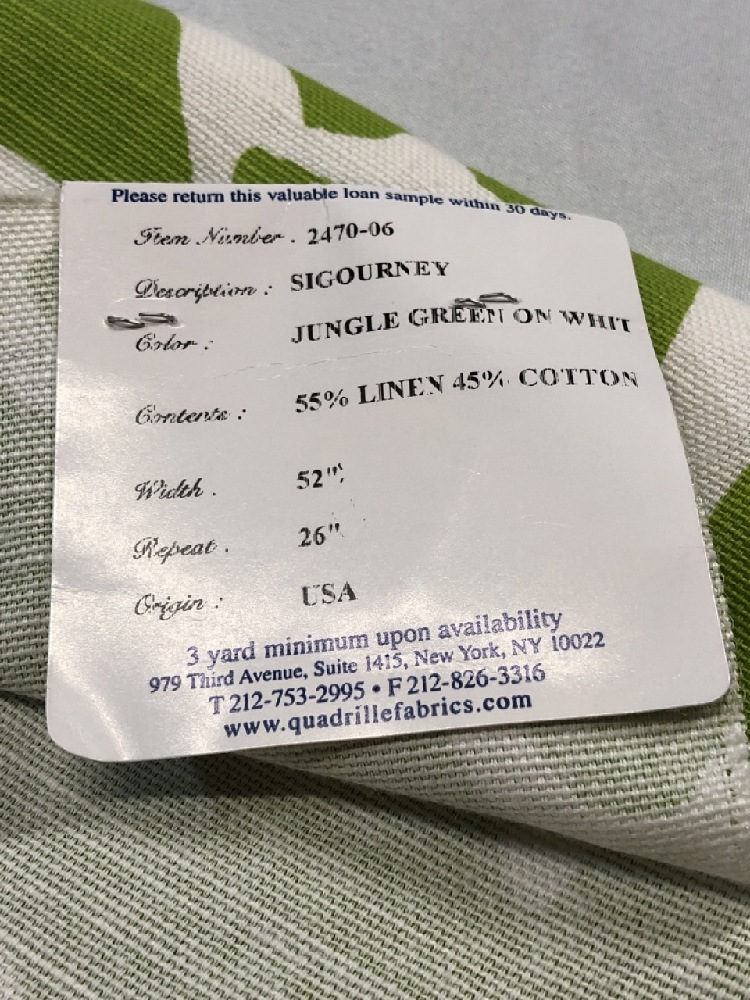 Please return this valuable loan sample within 30 days.
Item Number . 2470-06
Description : SIGOURNEY
Color : JUNGLE GREEN ON WHIT
Contents : 55% LINEN 45% COTTON
Width . 52"
Repeat . 26"
Origin : USA
3 yard minimum upon availability
979 Third Avenue, Suite 1415, New York, NY 10022
T 212-753-2995 • F 212-826-3316
www.quadrillefabrics.com